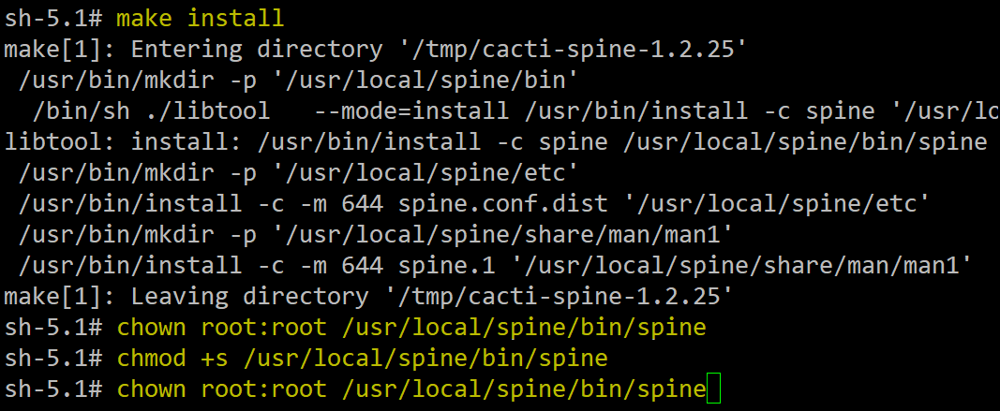 sh-5.1# make install
make[1]: Entering directory '/tmp/cacti-spine-1.2.25'
 /usr/bin/mkdir -p '/usr/local/spine/bin'
  /bin/sh ./libtool   --mode=install /usr/bin/install -c spine '/usr/lo
libtool: install: /usr/bin/install -c spine /usr/local/spine/bin/spine
 /usr/bin/mkdir -p '/usr/local/spine/etc'
 /usr/bin/install -c -m 644 spine.conf.dist '/usr/local/spine/etc'
 /usr/bin/mkdir -p '/usr/local/spine/share/man/man1'
 /usr/bin/install -c -m 644 spine.1 '/usr/local/spine/share/man/man1'
make[1]: Leaving directory '/tmp/cacti-spine-1.2.25'
sh-5.1# chown root:root /usr/local/spine/bin/spine
sh-5.1# chmod +s /usr/local/spine/bin/spine
sh-5.1# chown root:root /usr/local/spine/bin/spine